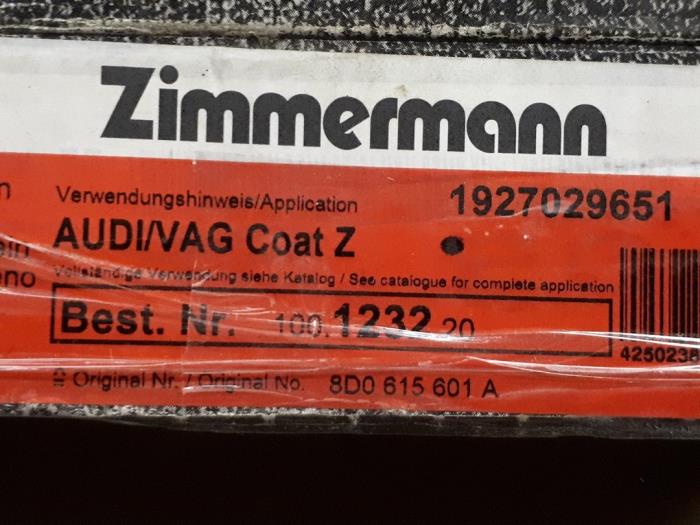 Zimmermann
Verwendungshinweis/Application
1927029651
AUDI/VAG Coat Z
Vollständige Verwendung siehe Katalog / See catalogue for complete application
Best. Nr. 100.1232.20
Original Nr. / Original No. 8D0 615 601 A